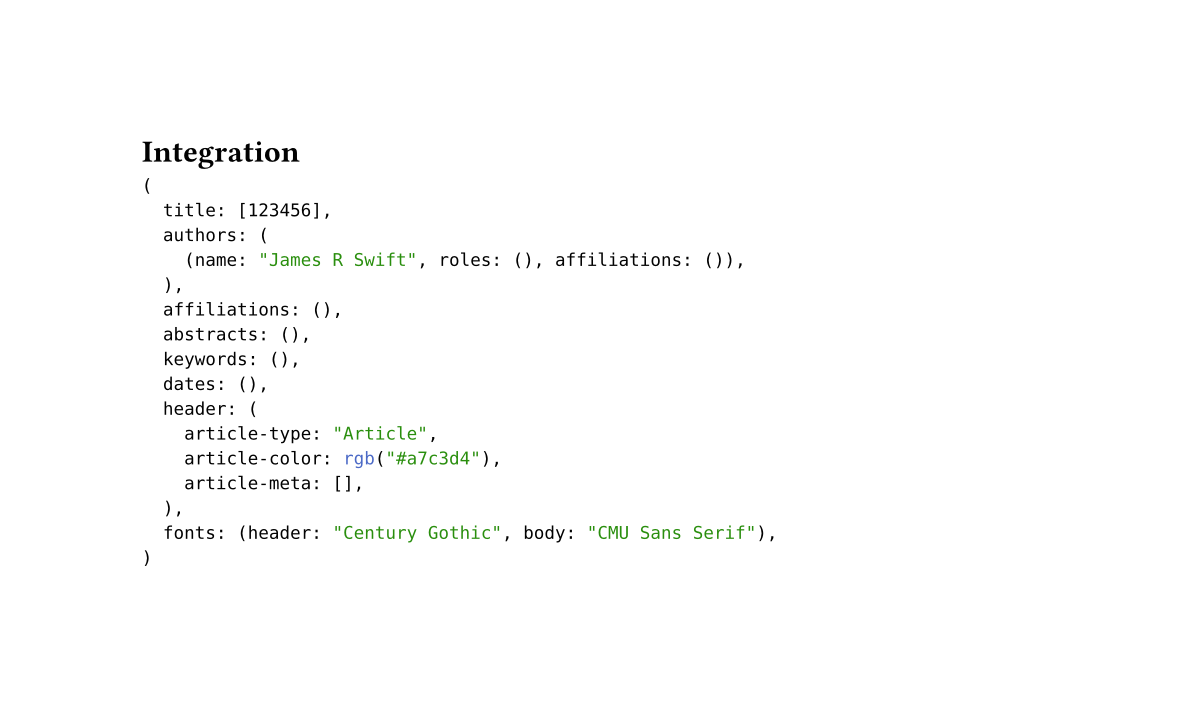 Integration
(
  title: [123456],
  authors: (
    (name: "James R Swift", roles: (), affiliations: ()),
  ),
  affiliations: (),
  abstracts: (),
  keywords: (),
  dates: (),
  header: (
    article-type: "Article",
    article-color: rgb("#a7c3d4"),
    article-meta: [],
  ),
  fonts: (header: "Century Gothic", body: "CMU Sans Serif"),
)